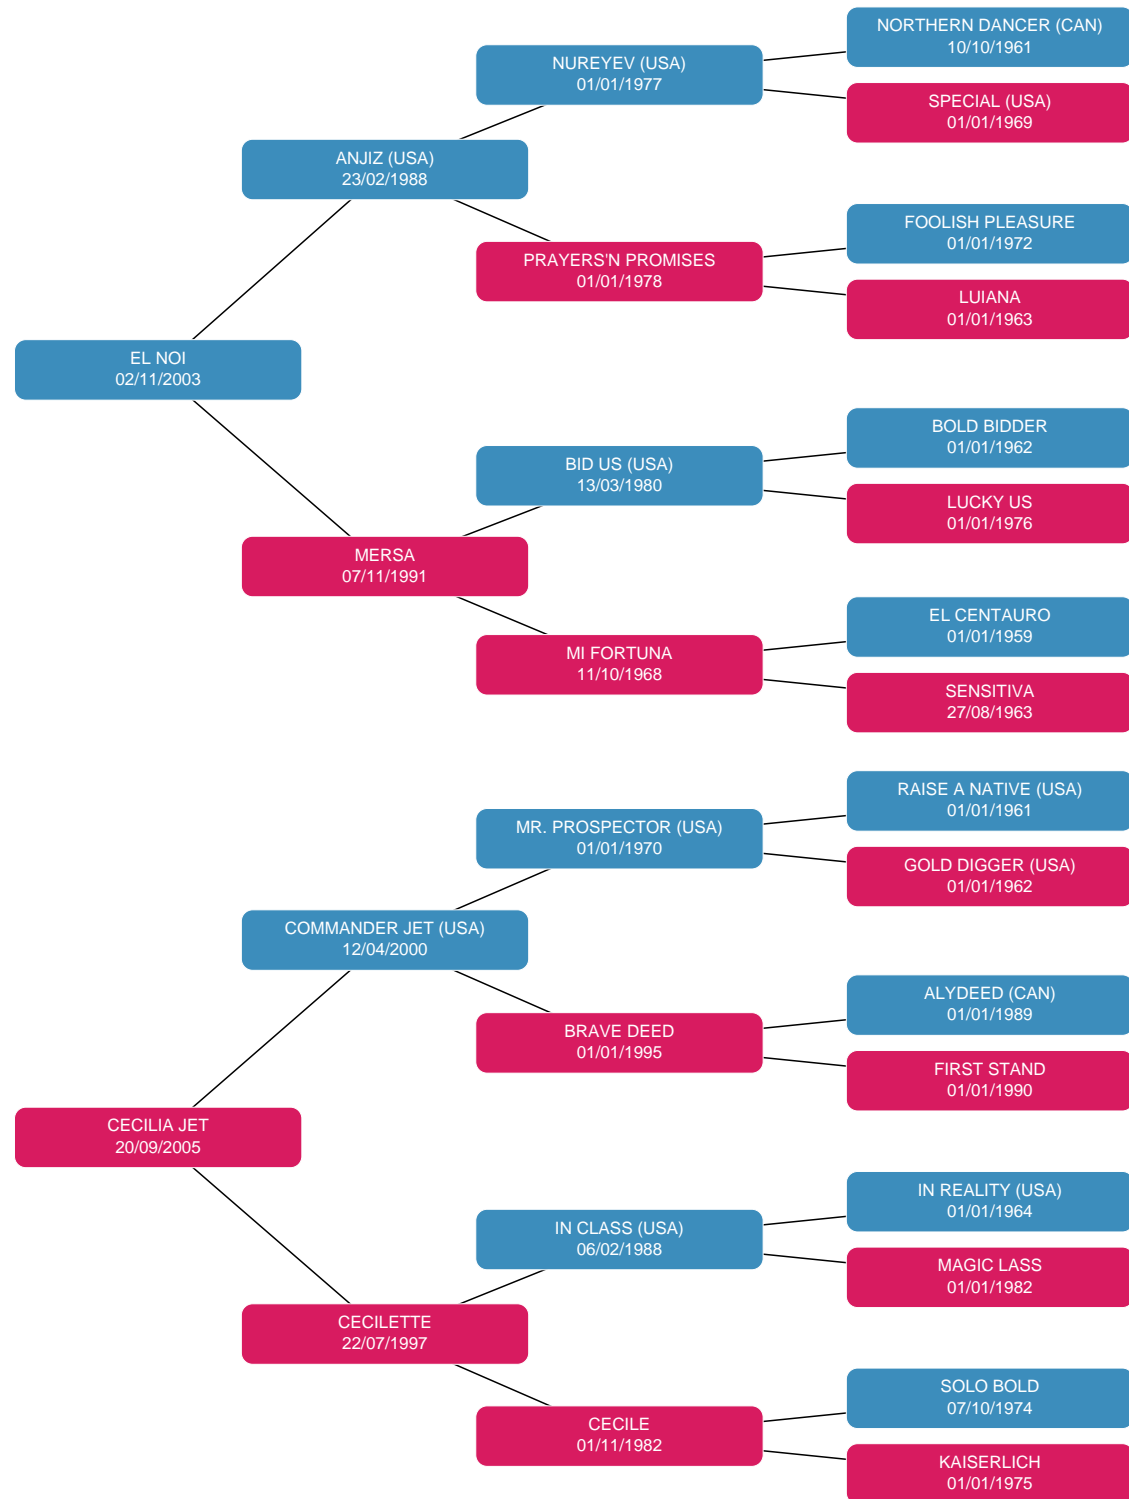 NORTHERN DANCER (CAN)
10/10/1961
NUREYEV (USA)
01/01/1977
SPECIAL (USA)
01/01/1969
ANJIZ (USA)
23/02/1988
FOOLISH PLEASURE
01/01/1972
PRAYERS'N PROMISES
01/01/1978
LUIANA
01/01/1963
EL NOI
02/11/2003
BOLD BIDDER
01/01/1962
BID US (USA)
13/03/1980
LUCKY US
01/01/1976
MERSA
07/11/1991
EL CENTAURO
01/01/1959
MI FORTUNA
11/10/1968
SENSITIVA
27/08/1963
RAISE A NATIVE (USA)
01/01/1961
MR. PROSPECTOR (USA)
01/01/1970
GOLD DIGGER (USA)
01/01/1962
COMMANDER JET (USA)
12/04/2000
ALYDEED (CAN)
01/01/1989
BRAVE DEED
01/01/1995
FIRST STAND
01/01/1990
CECILIA JET
20/09/2005
IN REALITY (USA)
01/01/1964
IN CLASS (USA)
06/02/1988
MAGIC LASS
01/01/1982
CECILETTE
22/07/1997
SOLO BOLD
07/10/1974
CECILE
01/11/1982
KAISERLICH
01/01/1975